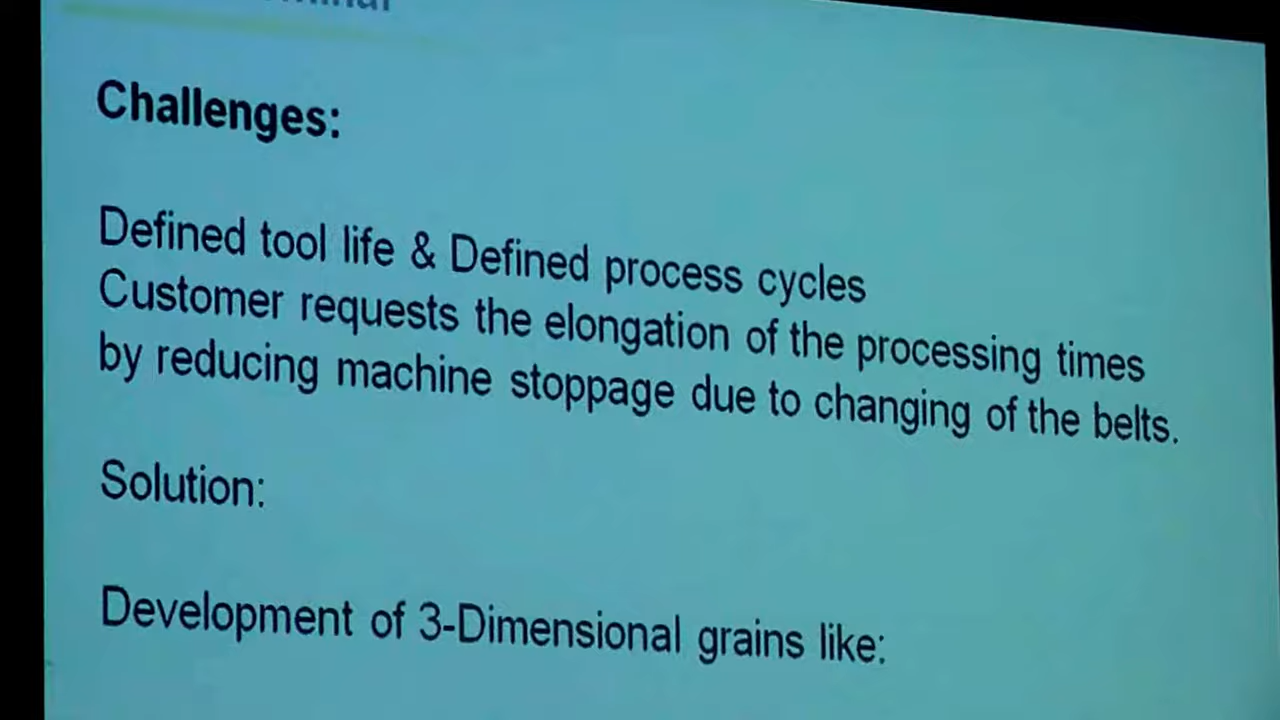 Challenges:
Defined tool life & Defined process cycles
Customer requests the elongation of the processing times
by reducing machine stoppage due to changing of the belts.
Solution:
Development of 3-Dimensional grains like: